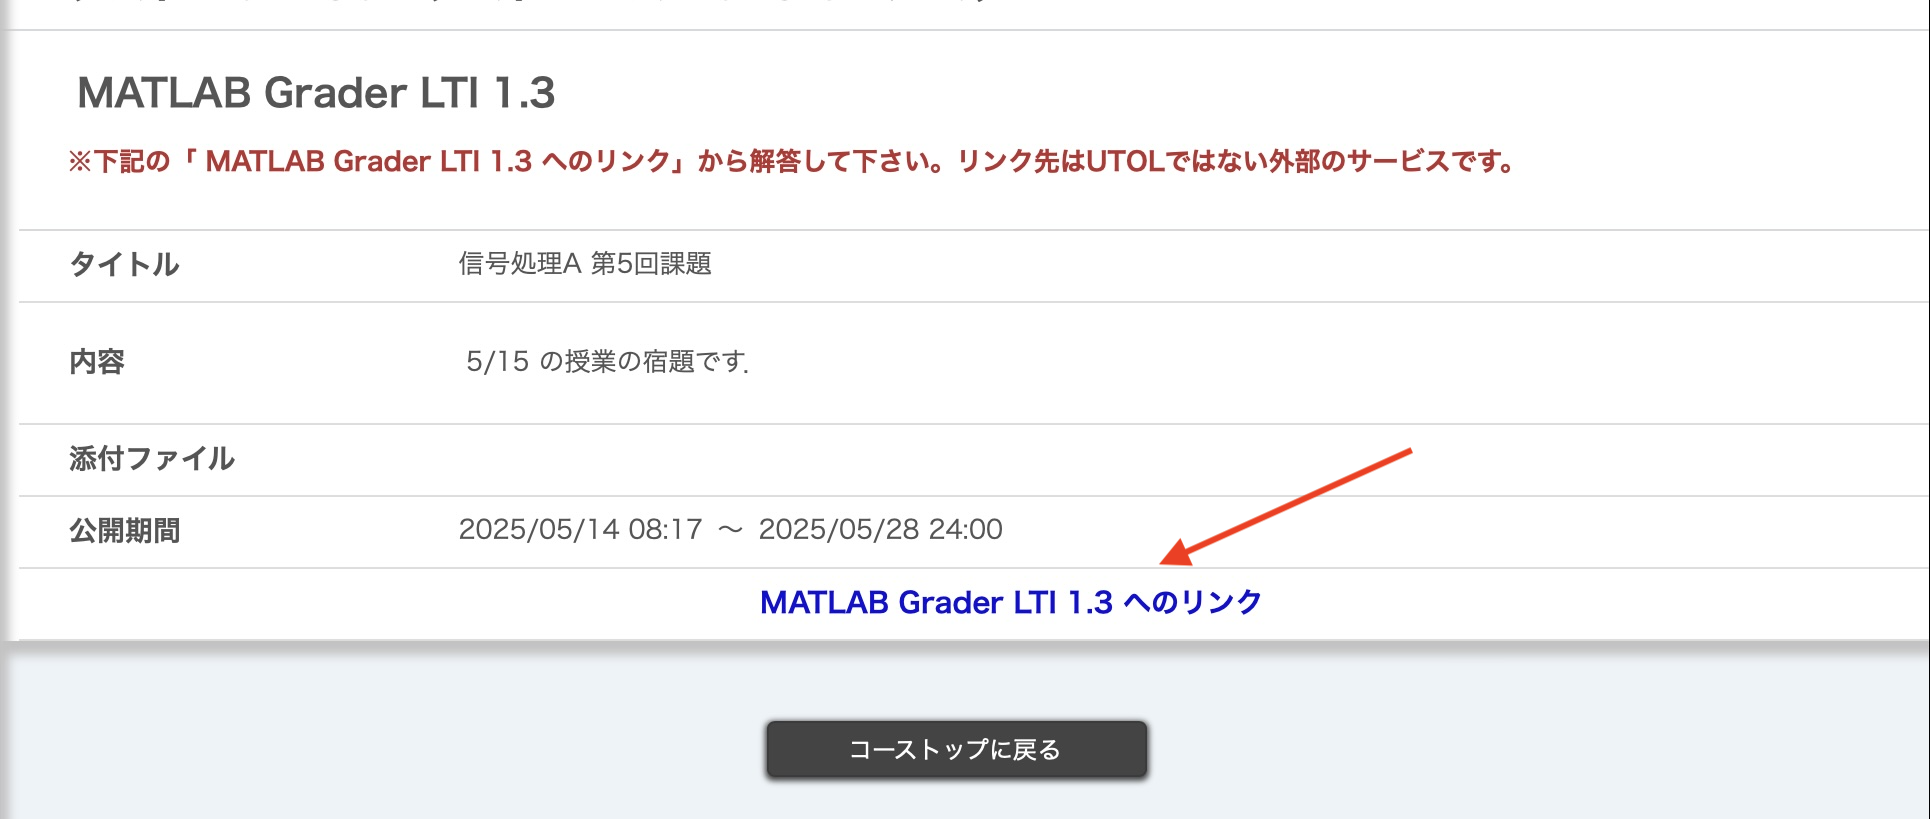 MATLAB Grader LTI 1.3
※下記の「 MATLAB Grader LTI 1.3 へのリンク」から解答して下さい。リンク先はUTOLではない外部のサービスです。
タイトル 信号処理A 第5回課題
内容 5/15 の授業の宿題です.
添付ファイル
公開期間 2025/05/14 08:17 ～ 2025/05/28 24:00
MATLAB Grader LTI 1.3 へのリンク
コーストップに戻る